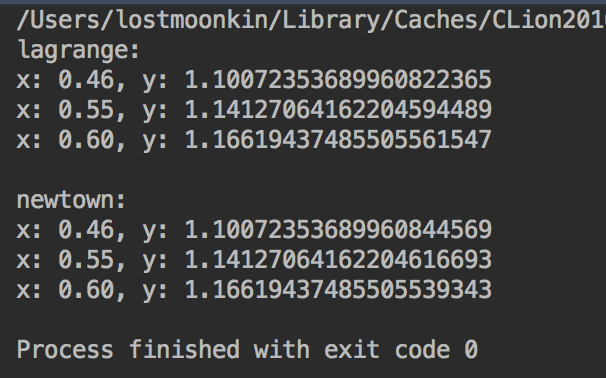 /Users/lostmoonkin/Library/Caches/CLion201
lagrange:
x: 0.46, y: 1.10072353689960822365
x: 0.55, y: 1.14127064162204594489
x: 0.60, y: 1.16619437485505561547
newtown:
x: 0.46, y: 1.10072353689960844569
x: 0.55, y: 1.14127064162204616693
x: 0.60, y: 1.16619437485505539343
Process finished with exit code 0